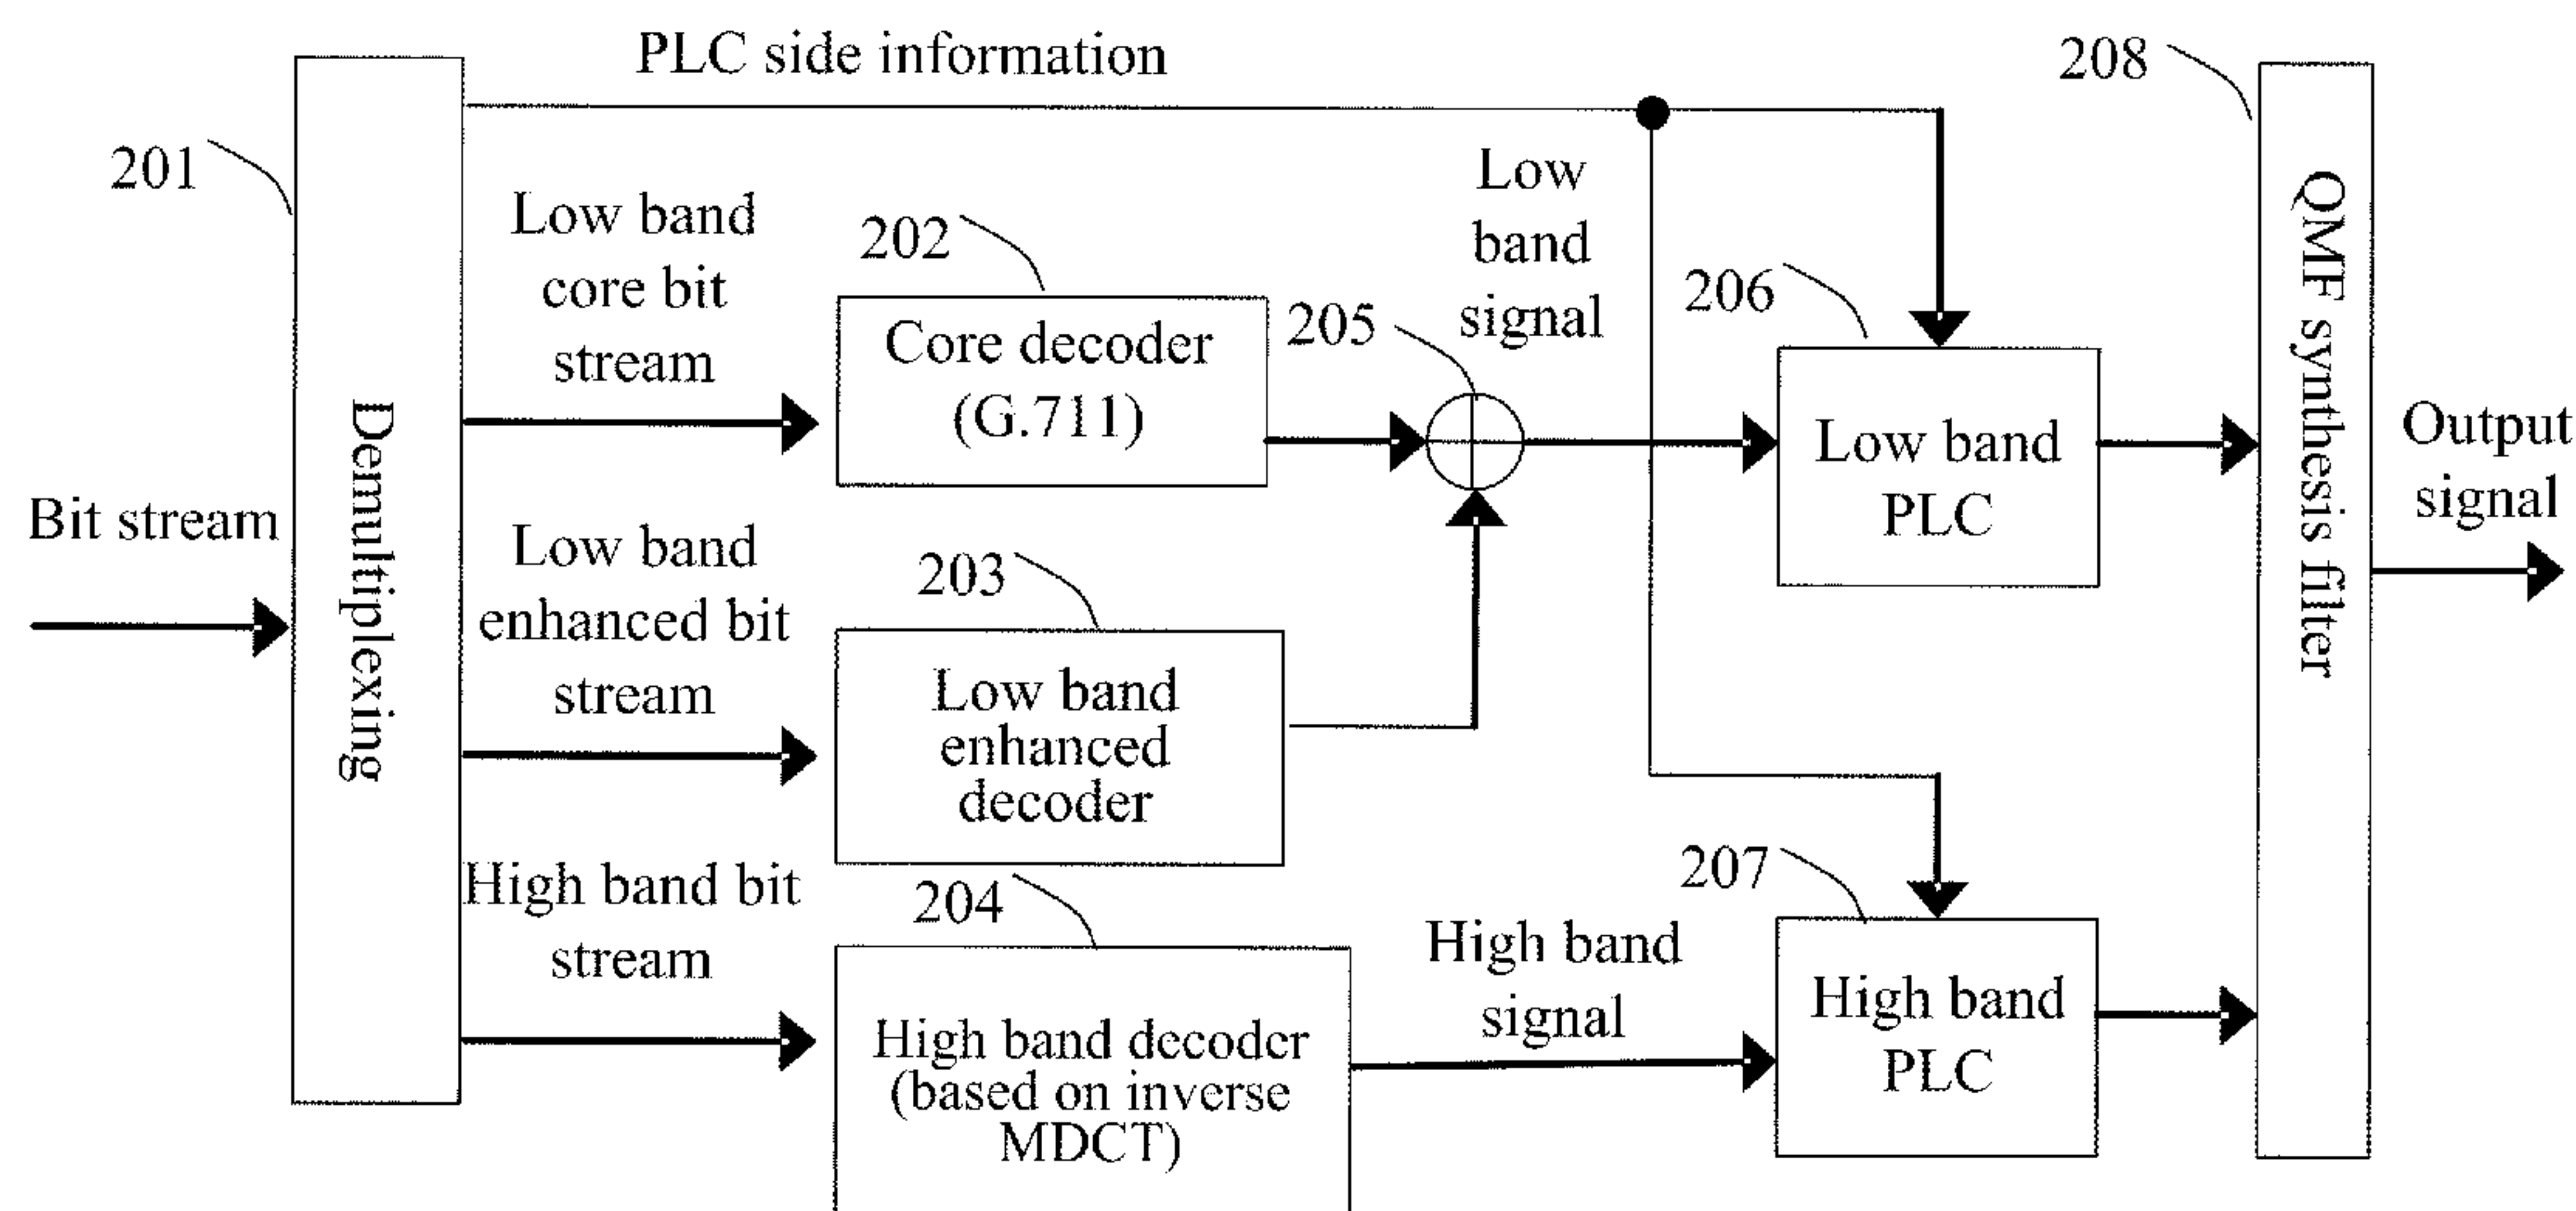 PLC side information
208
201
Low
band
signal
Low band
core bit
stream
202
Core decoder
(G.711)
205
206
Low band
PLC
QMF synthesis filter
Output
signal
Demultiplexing
Bit stream
Low band
enhanced bit
stream
203
Low band
enhanced
decoder
High band bit
stream
204
High band decoder
(based on inverse
MDCT)
High band
signal
207
High band
PLC